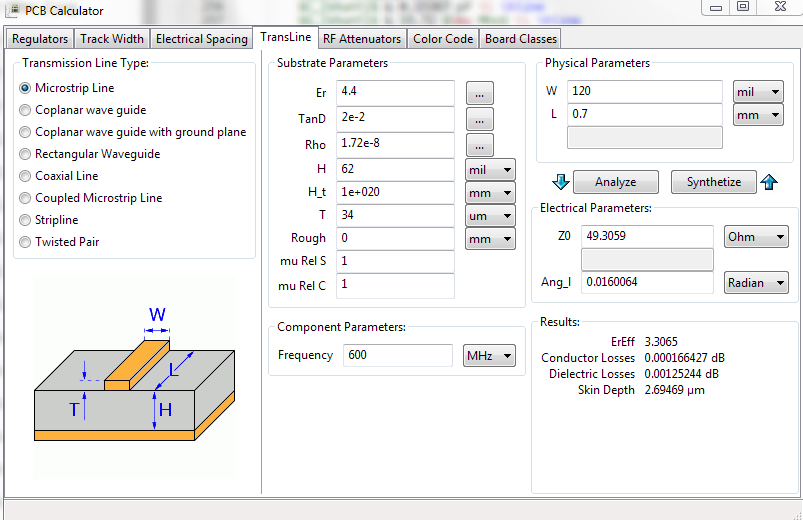 PCB Calculator
Regulators Track Width Electrical Spacing TransLine RF Attenuators Color Code Board Classes
Transmission Line Type:
Microstrip Line
Coplanar wave guide
Coplanar wave guide with ground plane
Rectangular Waveguide
Coaxial Line
Coupled Microstrip Line
Stripline
Twisted Pair
W
L
T
H
Substrate Parameters
Er 4.4 ...
TanD 2e-2 ...
Rho 1.72e-8 ...
H 62 mil
H_t 1e+020 mm
T 34 um
Rough 0 mm
mu Rel S 1
mu Rel C 1
Component Parameters:
Frequency 600 MHz
Physical Parameters
W 120 mil
L 0.7 mm
Analyze Synthetize
Electrical Parameters:
Z0 49.3059 Ohm
Ang_l 0.0160064 Radian
Results:
ErEff 3.3065
Conductor Losses 0.000166427 dB
Dielectric Losses 0.00125244 dB
Skin Depth 2.69469 µm